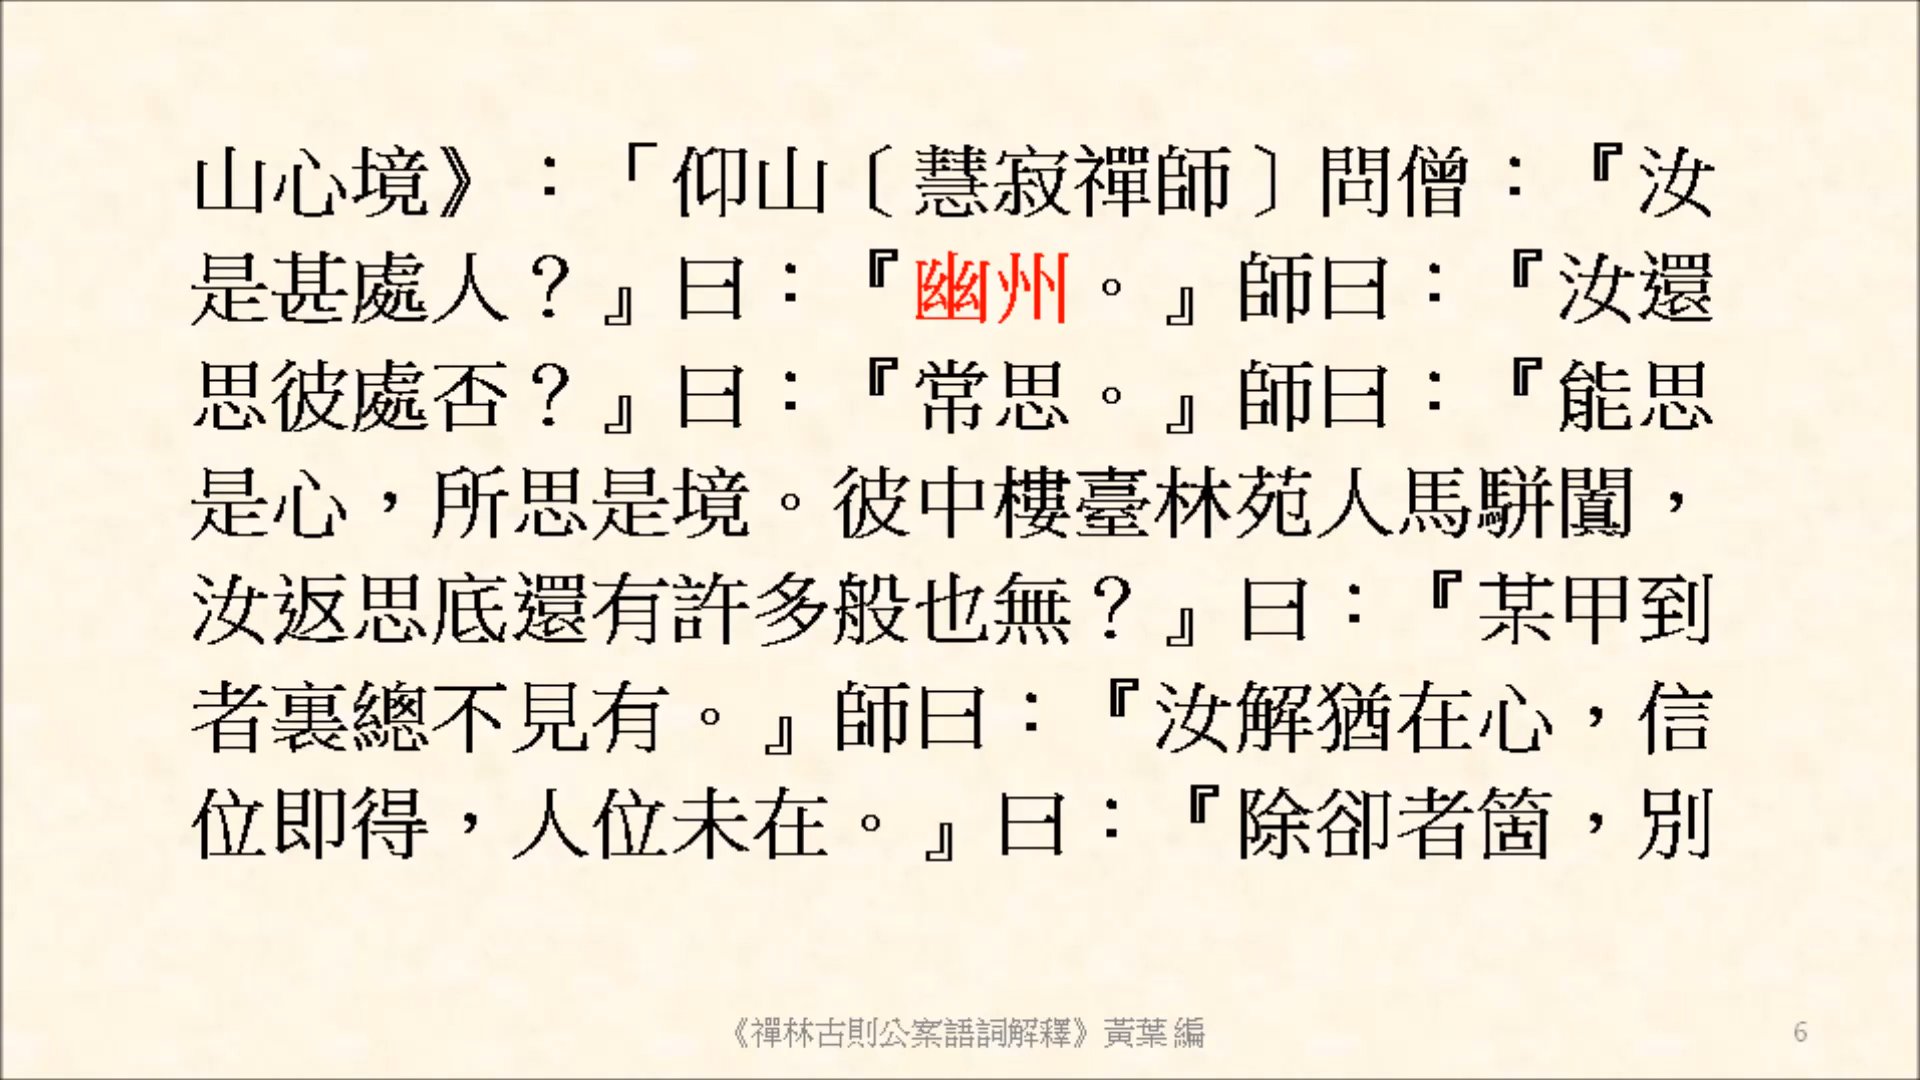 山心境》：「仰山〔慧寂禪師〕問僧：『汝
是甚處人？』曰：『幽州。』師曰：『汝還
思彼處否？』曰：『常思。』師曰：『能思
是心，所思是境。彼中樓臺林苑人馬駢闐，
汝返思底還有許多般也無？』曰：『某甲到
者裏總不見有。』師曰：『汝解猶在心，信
位即得，人位未在。』曰：『除卻者箇，別
《禪林古則公案語詞解釋》黃葉 編
6